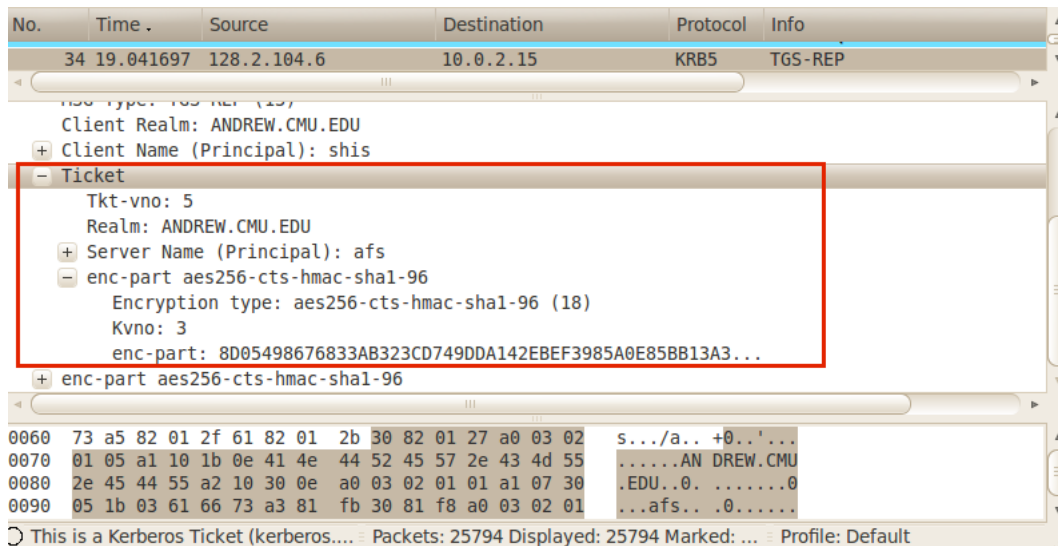 No. Time Source Destination Protocol Info
34 19.041697 128.2.104.6 10.0.2.15 KRB5 TGS-REP
Msg Type: TGS-REP (13)
Client Realm: ANDREW.CMU.EDU
+ Client Name (Principal): shis
- Ticket
Tkt-vno: 5
Realm: ANDREW.CMU.EDU
+ Server Name (Principal): afs
- enc-part aes256-cts-hmac-sha1-96
Encryption type: aes256-cts-hmac-sha1-96 (18)
Kvno: 3
enc-part: 8D05498676833AB323CD749DDA142EBEF3985A0E85BB13A3...
+ enc-part aes256-cts-hmac-sha1-96
0060 73 a5 82 01 2f 61 82 01 2b 30 82 01 27 a0 03 02 s.../a.. +0..'...
0070 01 05 a1 10 1b 0e 41 4e 44 52 45 57 2e 43 4d 55 ......AN DREW.CMU
0080 2e 45 44 55 a2 10 30 0e a0 03 02 01 01 a1 07 30 .EDU..0. .......0
0090 05 1b 03 61 66 73 a3 81 fb 30 81 f8 a0 03 02 01 ...afs.. .0......
This is a Kerberos Ticket (kerberos.... Packets: 25794 Displayed: 25794 Marked: ... Profile: Default